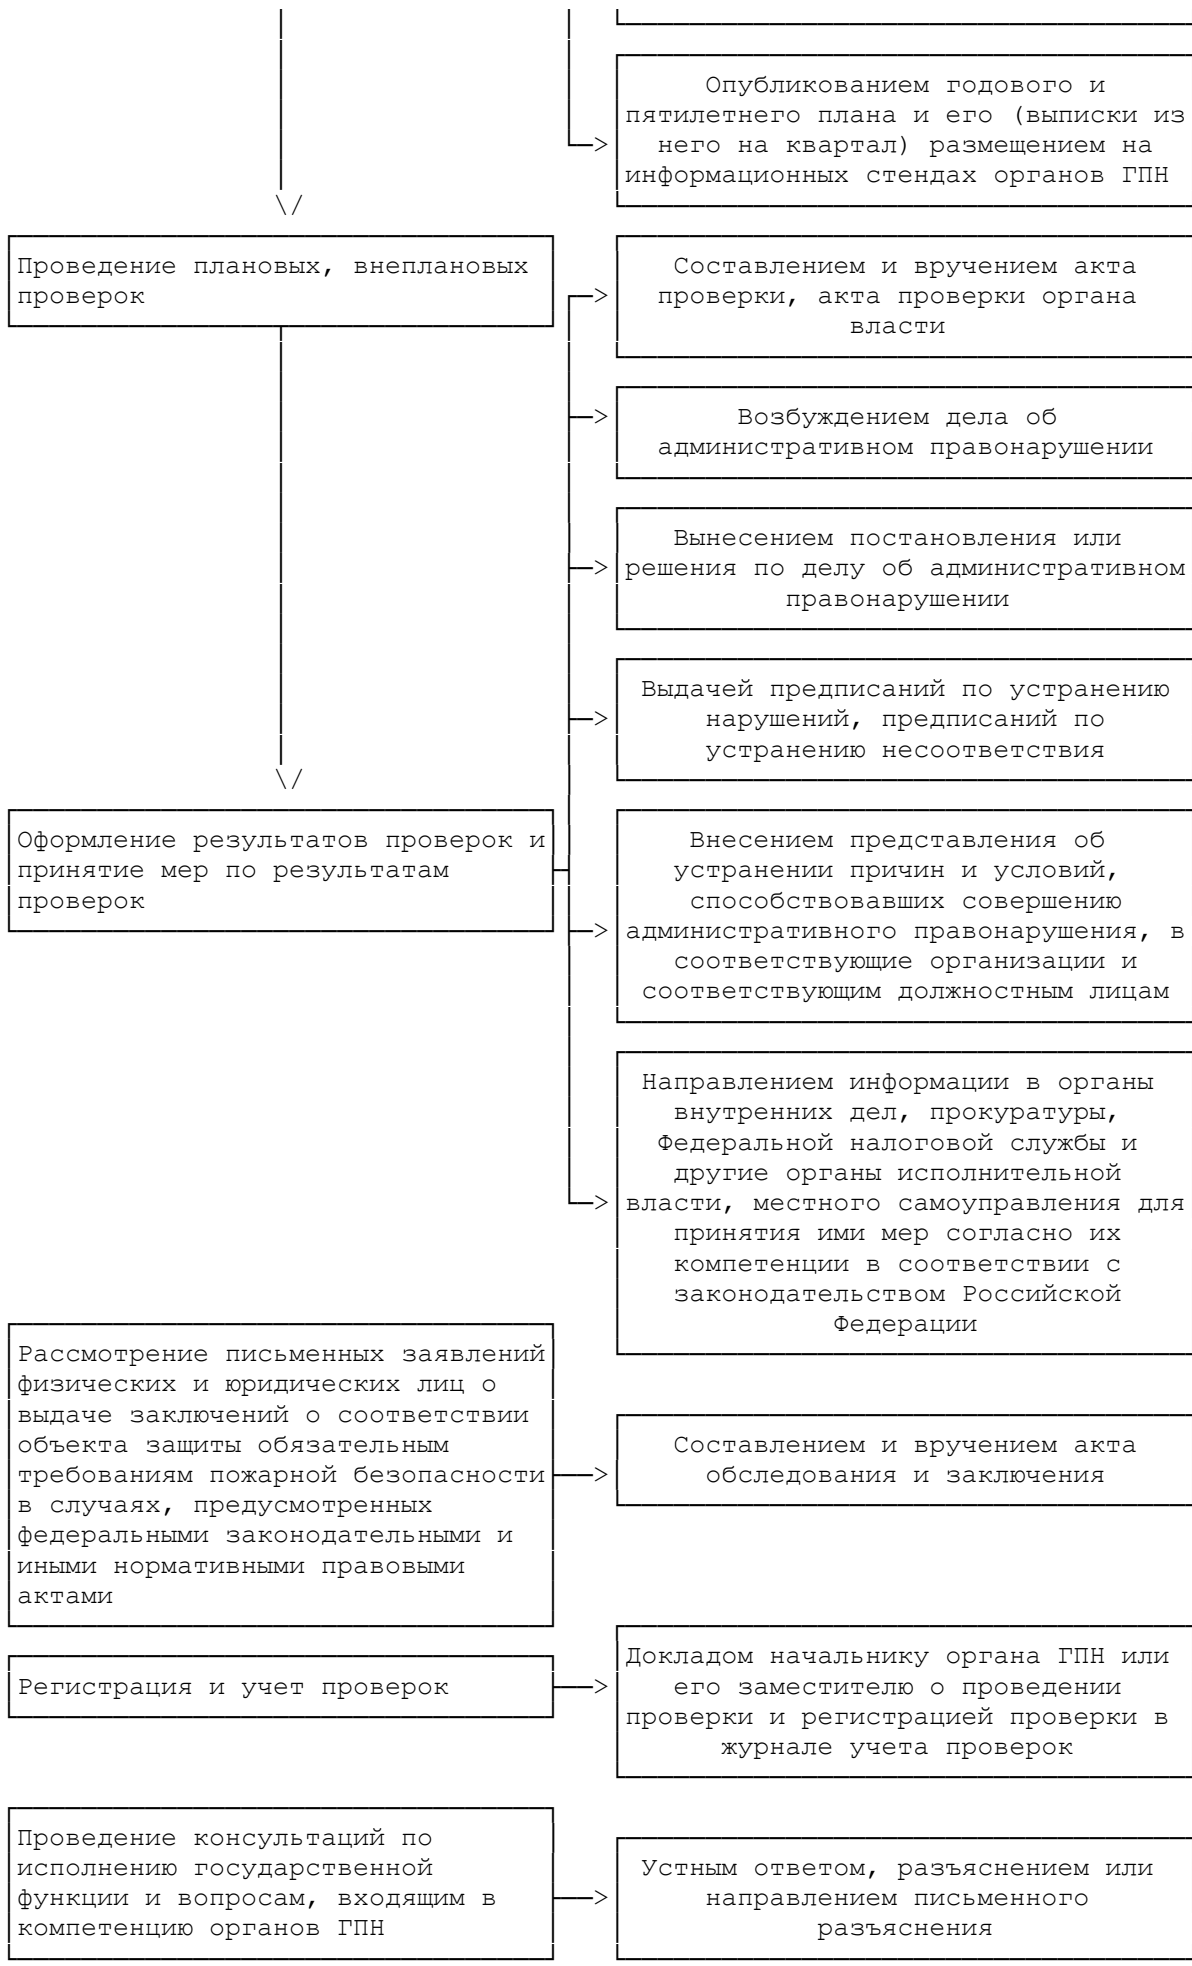 Опубликованием годового и
пятилетнего плана и его (выписки из
него на квартал) размещением на
информационных стендах органов ГПН
Проведение плановых, внеплановых
проверок
Составлением и вручением акта
проверки, акта проверки органа
власти
Возбуждением дела об
административном правонарушении
Вынесением постановления или
решения по делу об административном
правонарушении
Выдачей предписаний по устранению
нарушений, предписаний по
устранению несоответствия
Оформление результатов проверок и
принятие мер по результатам
проверок
Внесением представления об
устранении причин и условий,
способствовавших совершению
административного правонарушения, в
соответствующие организации и
соответствующим должностным лицам
Направлением информации в органы
внутренних дел, прокуратуры,
Федеральной налоговой службы и
другие органы исполнительной
власти, местного самоуправления для
принятия ими мер согласно их
компетенции в соответствии с
законодательством Российской
Федерации
Рассмотрение письменных заявлений
физических и юридических лиц о
выдаче заключений о соответствии
объекта защиты обязательным
требованиям пожарной безопасности
в случаях, предусмотренных
федеральными законодательными и
иными нормативными правовыми
актами
Составлением и вручением акта
обследования и заключения
Регистрация и учет проверок
Докладом начальнику органа ГПН или
его заместителю о проведении
проверки и регистрацией проверки в
журнале учета проверок
Проведение консультаций по
исполнению государственной
функции и вопросам, входящим в
компетенцию органов ГПН
Устным ответом, разъяснением или
направлением письменного
разъяснения